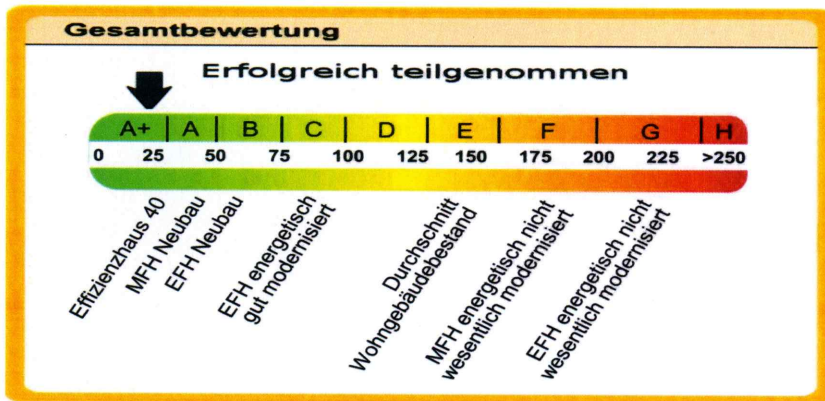 Gesamtbewertung
Erfolgreich teilgenommen
A+ A B C D E F G H
0 25 50 75 100 125 150 175 200 225 >250
Effizienzhaus 40
MFH Neubau
EFH Neubau
EFH energetisch
gut modernisiert
Durchschnitt
Wohngebäudebestand
MFH energetisch nicht
wesentlich modernisiert
EFH energetisch nicht
wesentlich modernisiert